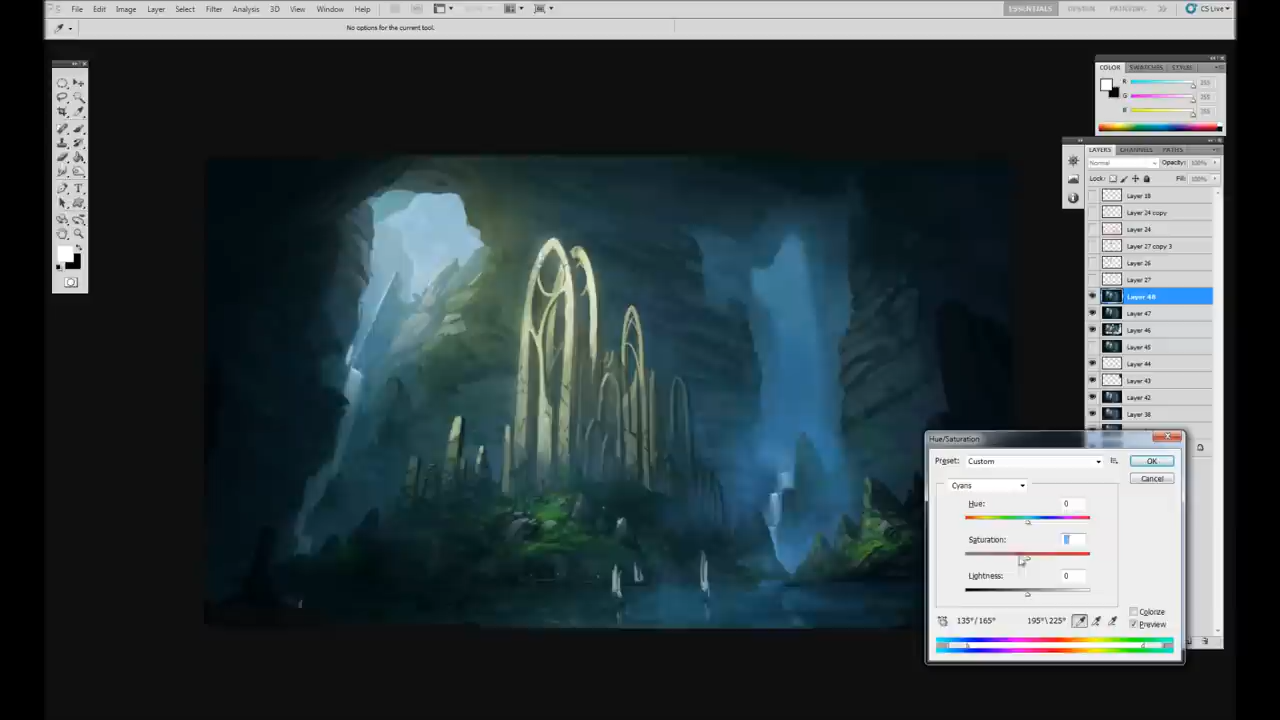 File Edit Image Layer Select Filter Analysis 3D View Window Help
ESSENTIALS DESIGN PAINTING CS Live
No options for the current tool.
COLOR SWATCHES STYLES
R 255
G 255
B 255
LAYERS CHANNELS PATHS
Normal Opacity: 100%
Lock: Fill: 100%
Layer 18
Layer 24 copy
Layer 24
Layer 27 copy 3
Layer 26
Layer 27
Layer 48
Layer 47
Layer 46
Layer 45
Layer 44
Layer 43
Layer 42
Layer 38
Hue/Saturation
Preset: Custom OK
Cyans Cancel
Hue: 0
Saturation:
Lightness: 0
Colorize
135°/165° 195°\225° Preview